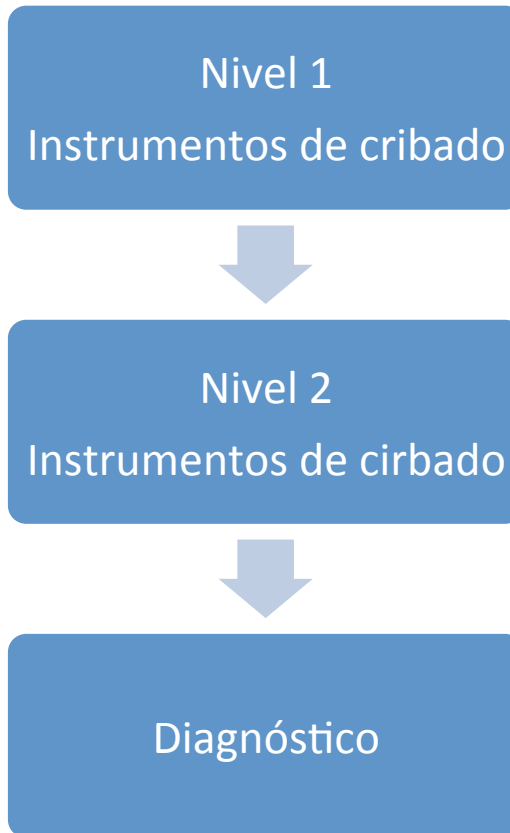 Nivel 1
Instrumentos de cribado
Nivel 2
Instrumentos de cirbado
Diagnóstico